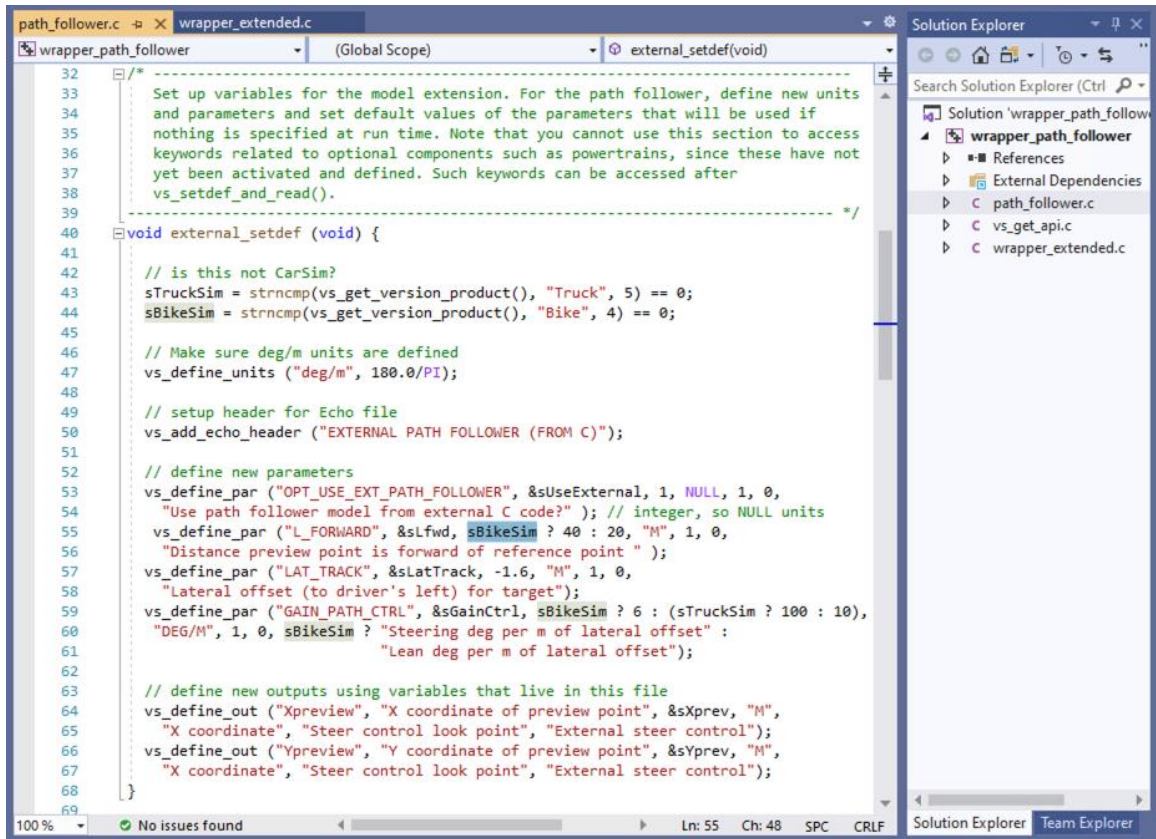 path_follower.c
wrapper_extended.c
wrapper_path_follower
(Global Scope)
external_setdef(void)
32 /* -----------------------------------------------------------------------------
33 Set up variables for the model extension. For the path follower, define new units
34 and parameters and set default values of the parameters that will be used if
35 nothing is specified at run time. Note that you cannot use this section to access
36 keywords related to optional components such as powertrains, since these have not
37 yet been activated and defined. Such keywords can be accessed after
38 vs_setdef_and_read().
39 ----------------------------------------------------------------------------- */
40 void external_setdef (void) {
41
42 // is this not CarSim?
43 sTruckSim = strncmp(vs_get_version_product(), "Truck", 5) == 0;
44 sBikeSim = strncmp(vs_get_version_product(), "Bike", 4) == 0;
45
46 // Make sure deg/m units are defined
47 vs_define_units ("deg/m", 180.0/PI);
48
49 // setup header for Echo file
50 vs_add_echo_header ("EXTERNAL PATH FOLLOWER (FROM C)");
51
52 // define new parameters
53 vs_define_par ("OPT_USE_EXT_PATH_FOLLOWER", &sUseExternal, 1, NULL, 1, 0,
54 "Use path follower model from external C code?" ); // integer, so NULL units
55 vs_define_par ("L_FORWARD", &sLfwd, sBikeSim ? 40 : 20, "M", 1, 0,
56 "Distance preview point is forward of reference point " );
57 vs_define_par ("LAT_TRACK", &sLatTrack, -1.6, "M", 1, 0,
58 "Lateral offset (to driver's left) for target");
59 vs_define_par ("GAIN_PATH_CTRL", &sGainCtrl, sBikeSim ? 6 : (sTruckSim ? 100 : 10),
60 "DEG/M", 1, 0, sBikeSim ? "Steering deg per m of lateral offset" :
61 "Lean deg per m of lateral offset");
62
63 // define new outputs using variables that live in this file
64 vs_define_out ("Xpreview", "X coordinate of preview point", &sXprev, "M",
65 "X coordinate", "Steer control look point", "External steer control");
66 vs_define_out ("Ypreview", "Y coordinate of preview point", &sYprev, "M",
67 "X coordinate", "Steer control look point", "External steer control");
68 }
69
100 %
No issues found
Ln: 55 Ch: 48 SPC CRLF
Solution Explorer
Search Solution Explorer (Ctrl
Solution 'wrapper_path_follow
wrapper_path_follower
References
External Dependencies
path_follower.c
vs_get_api.c
wrapper_extended.c
Solution Explorer Team Explorer